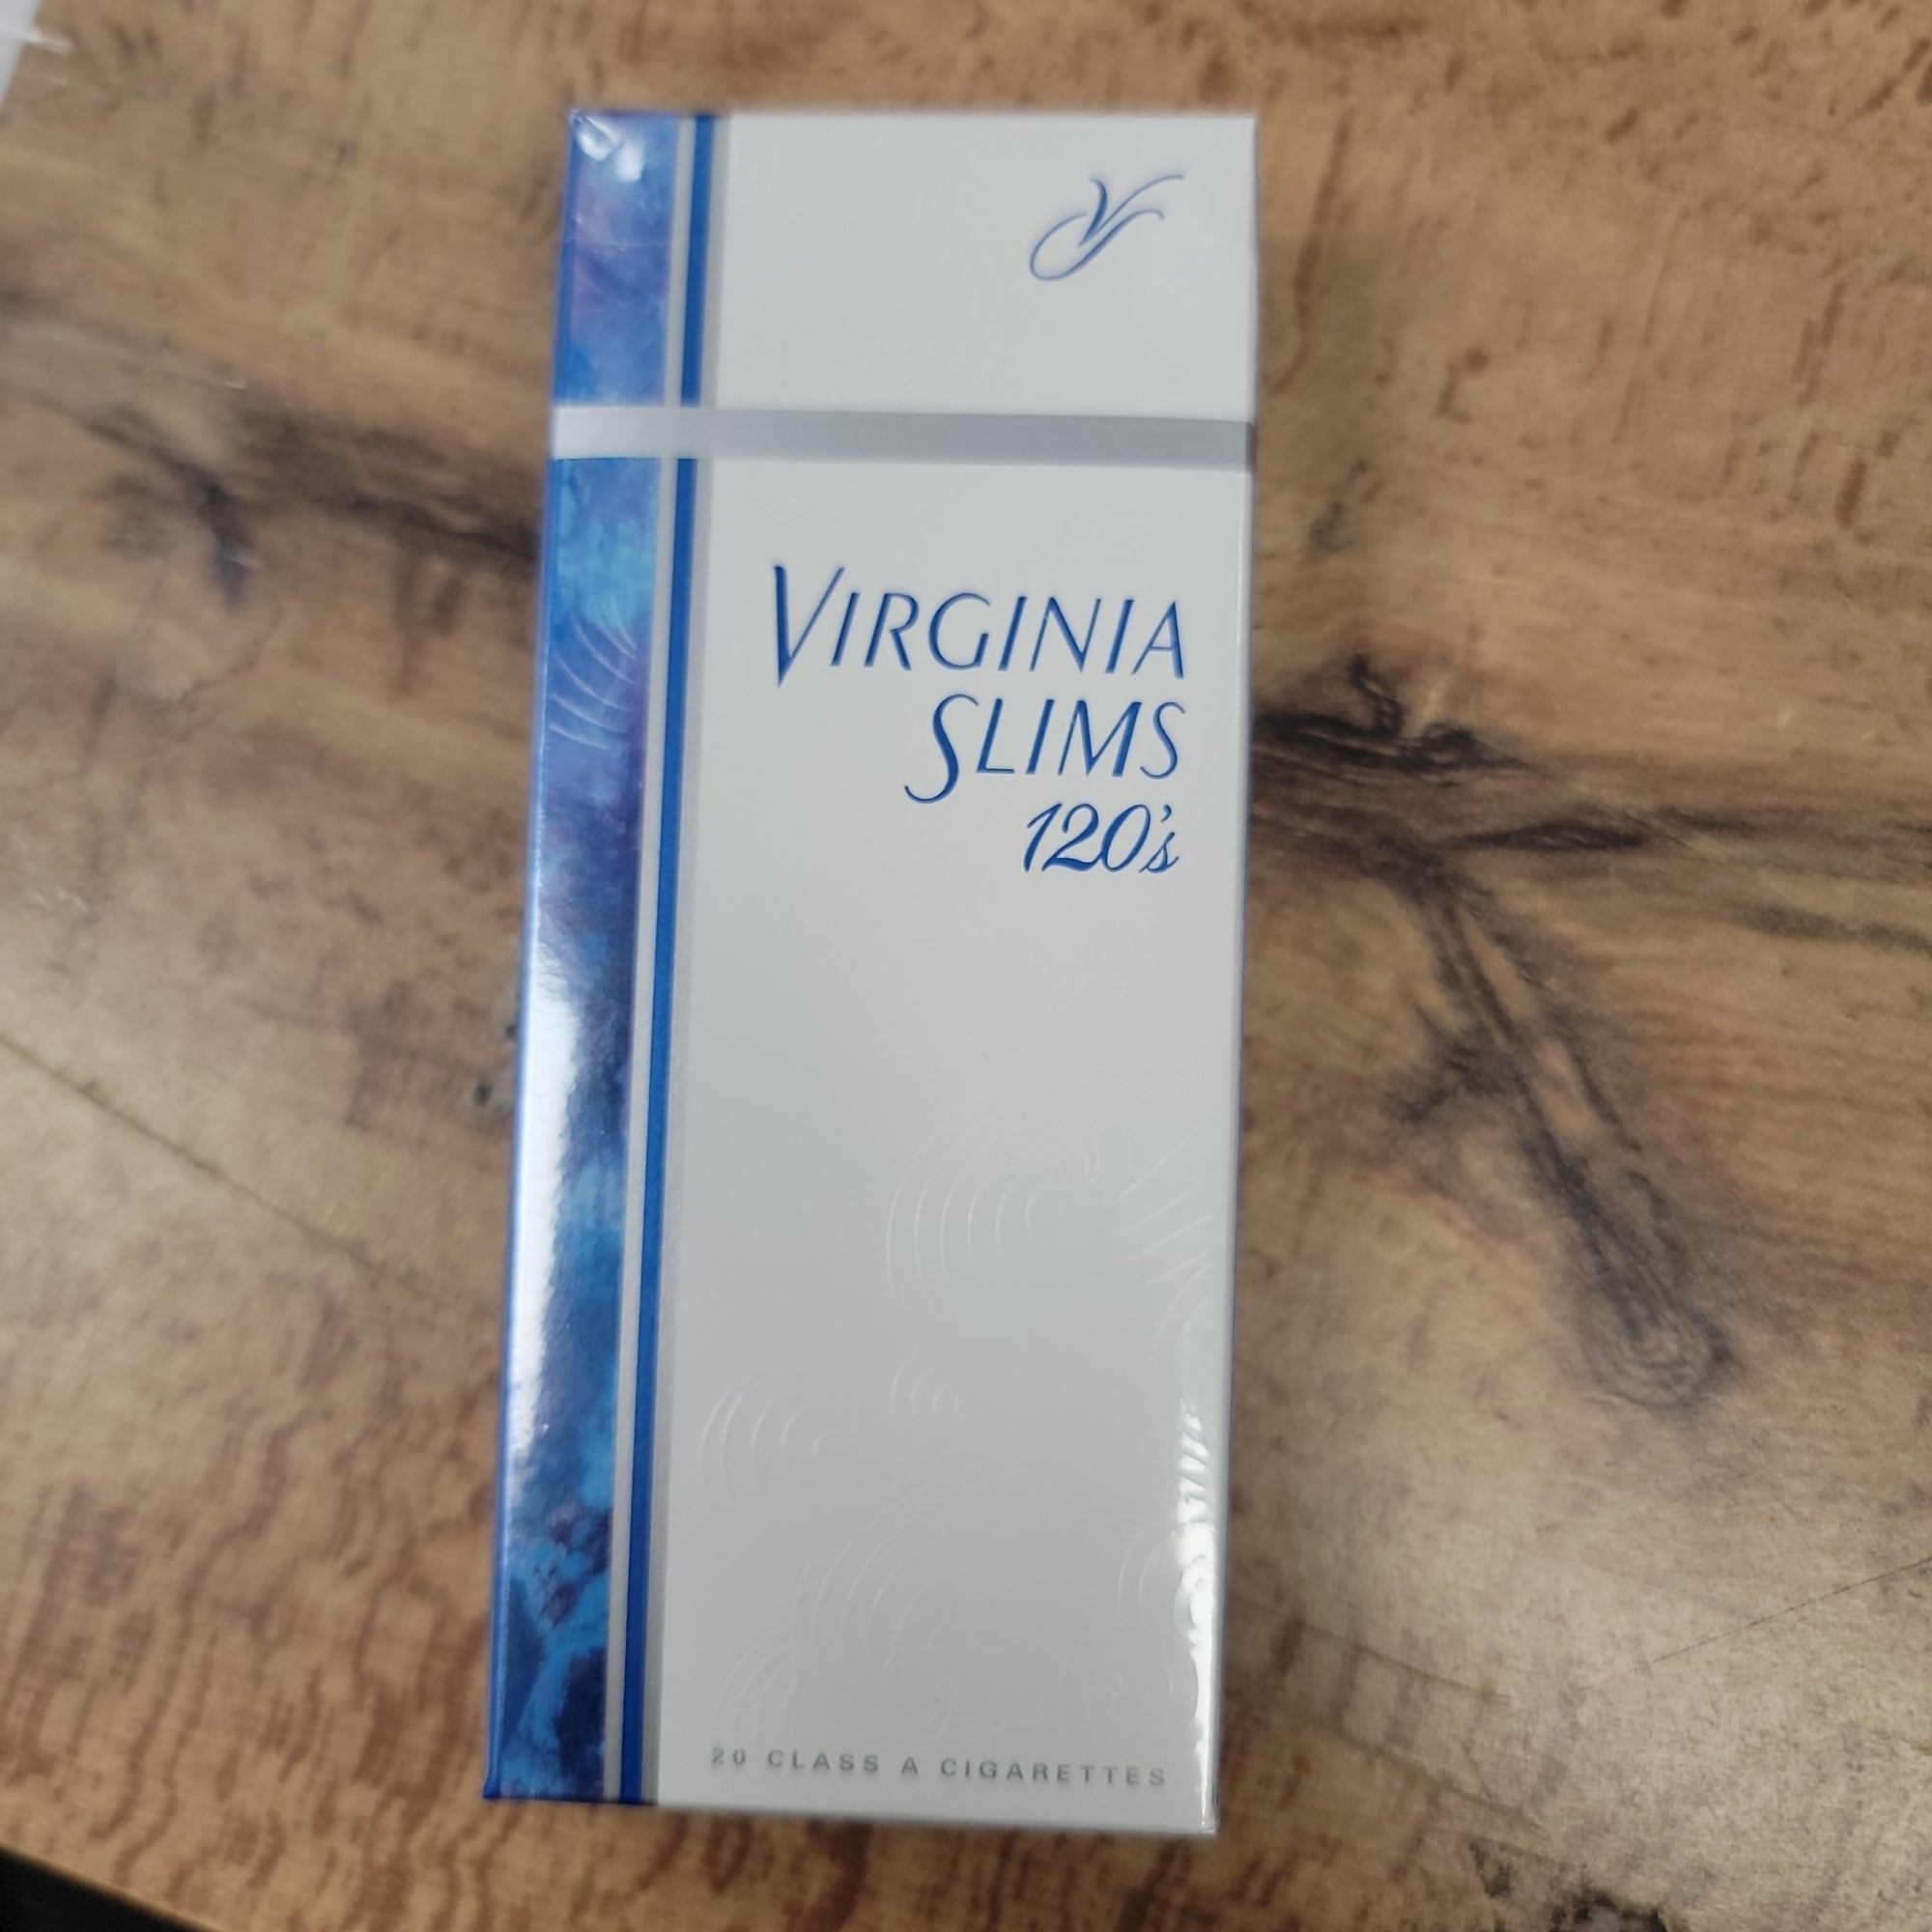 VIRGINIA
SLIMS
120's
20 CLASS A CIGARETTES